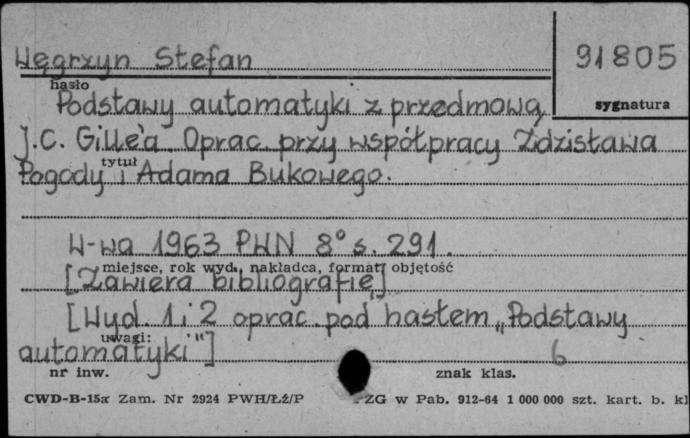 Węgrzyn Stefan
91805
hasło
sygnatura
Podstawy automatyki z przedmową
J.C. Gille'a. Oprac. przy współpracy Zdzisława
tytuł
Pogody i Adama Bukowego.
W-wa 1963 PWN 8° s. 291.
miejsce, rok wyd., nakładca, format, objętość
[Zawiera bibliografię]
[Wyd. 1 i 2 oprac. pod hasłem „Podstawy
uwagi:
automatyki"]
6
nr inw.
znak klas.
CWD-B-15a Zam. Nr 2924 PWH/Łź/P
PZG w Pab. 912-64 1 000 000 szt. kart. b. kl